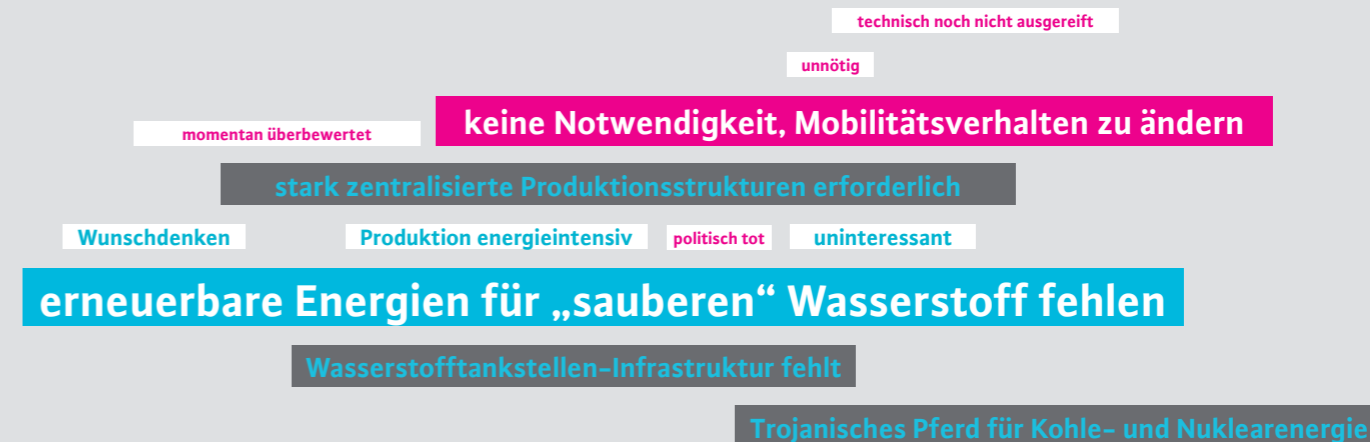 technisch noch nicht ausgereift
unnötig
keine Notwendigkeit, Mobilitätsverhalten zu ändern
momentan überbewertet
stark zentralisierte Produktionsstrukturen erforderlich
Wunschdenken
Produktion energieintensiv
politisch tot
uninteressant
erneuerbare Energien für „sauberen“ Wasserstoff fehlen
Wasserstofftankstellen-Infrastruktur fehlt
Trojanisches Pferd für Kohle- und Nuklearenergie